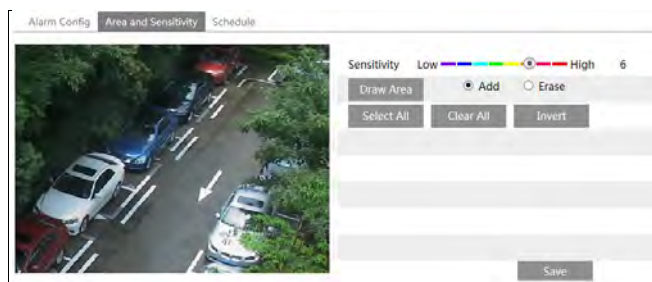 Alarm Config Area and Sensitivity Schedule
Sensitivity Low High 6
Draw Area Add Erase
Select All Clear All Invert
Save